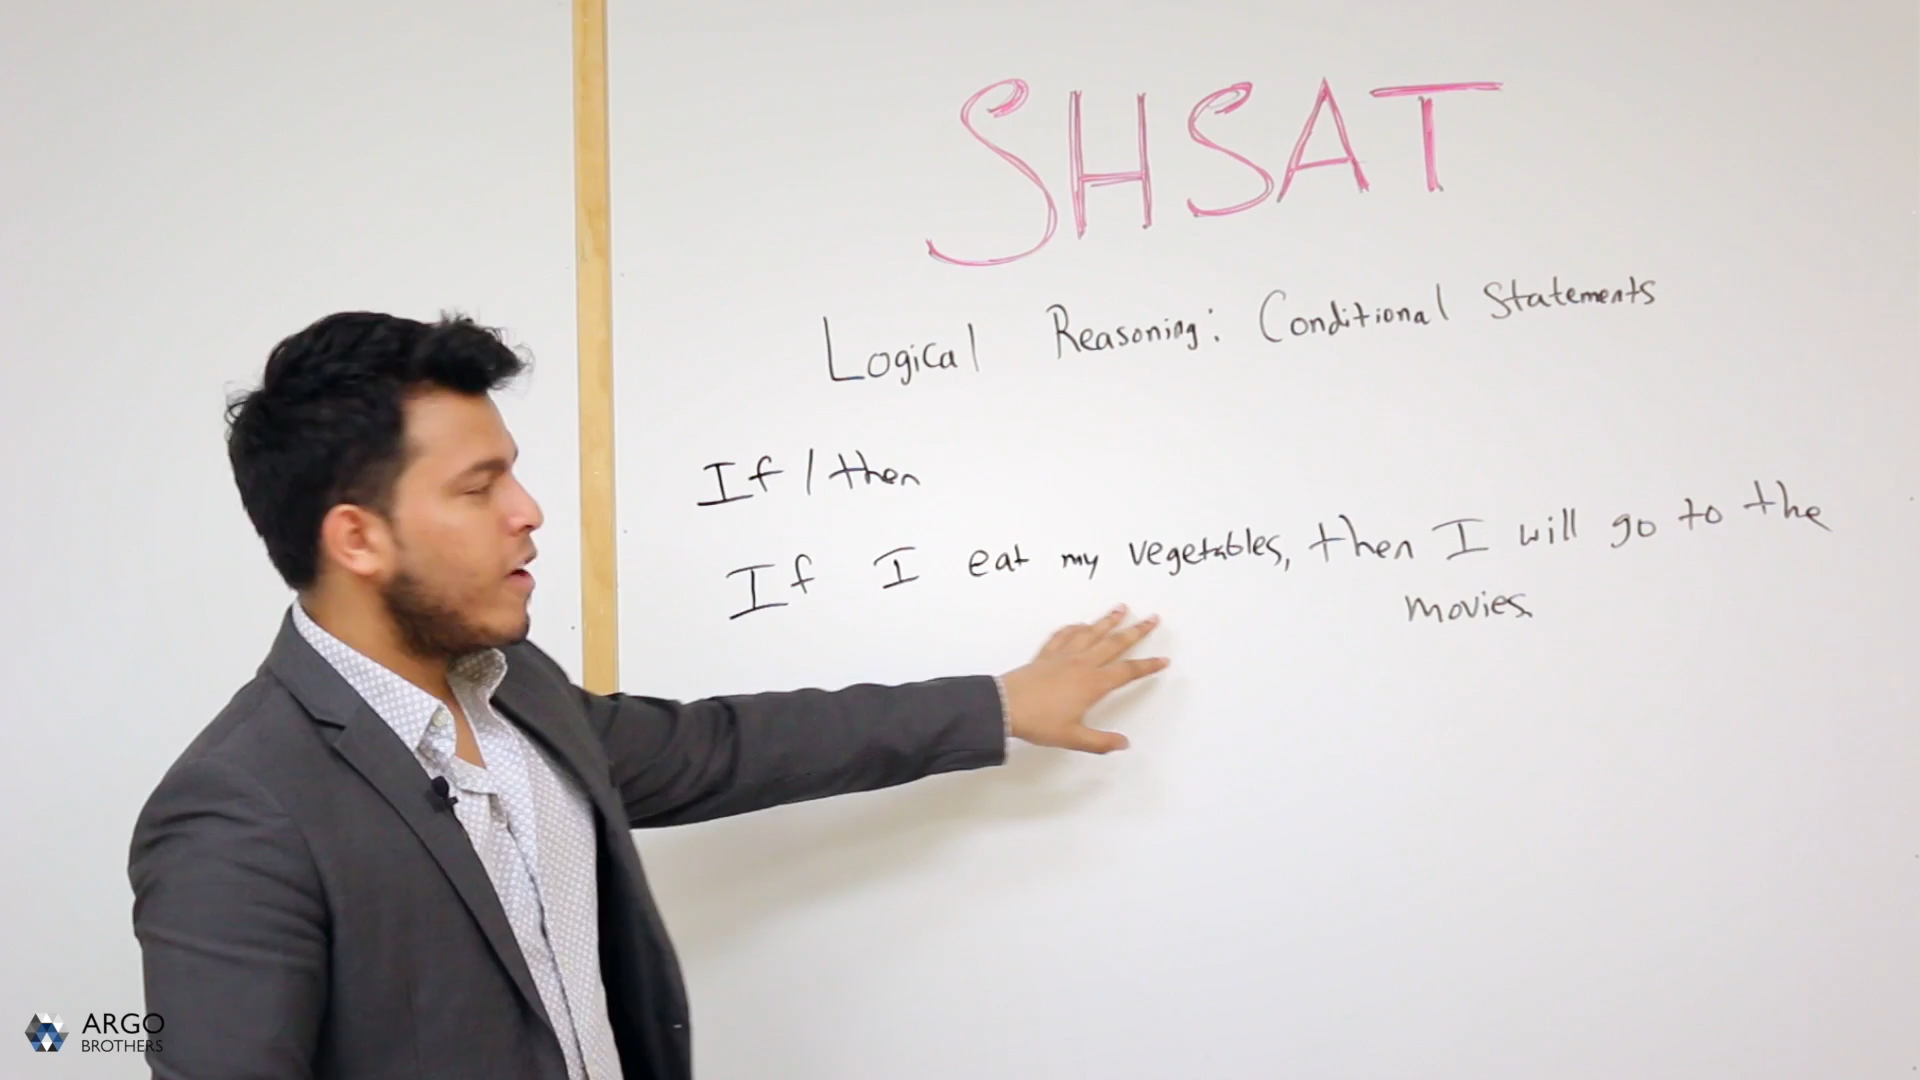 SHSAT
Logical Reasoning: Conditional Statements
If / then
If I eat my vegetables, then I will go to the
movies.
ARGO
BROTHERS